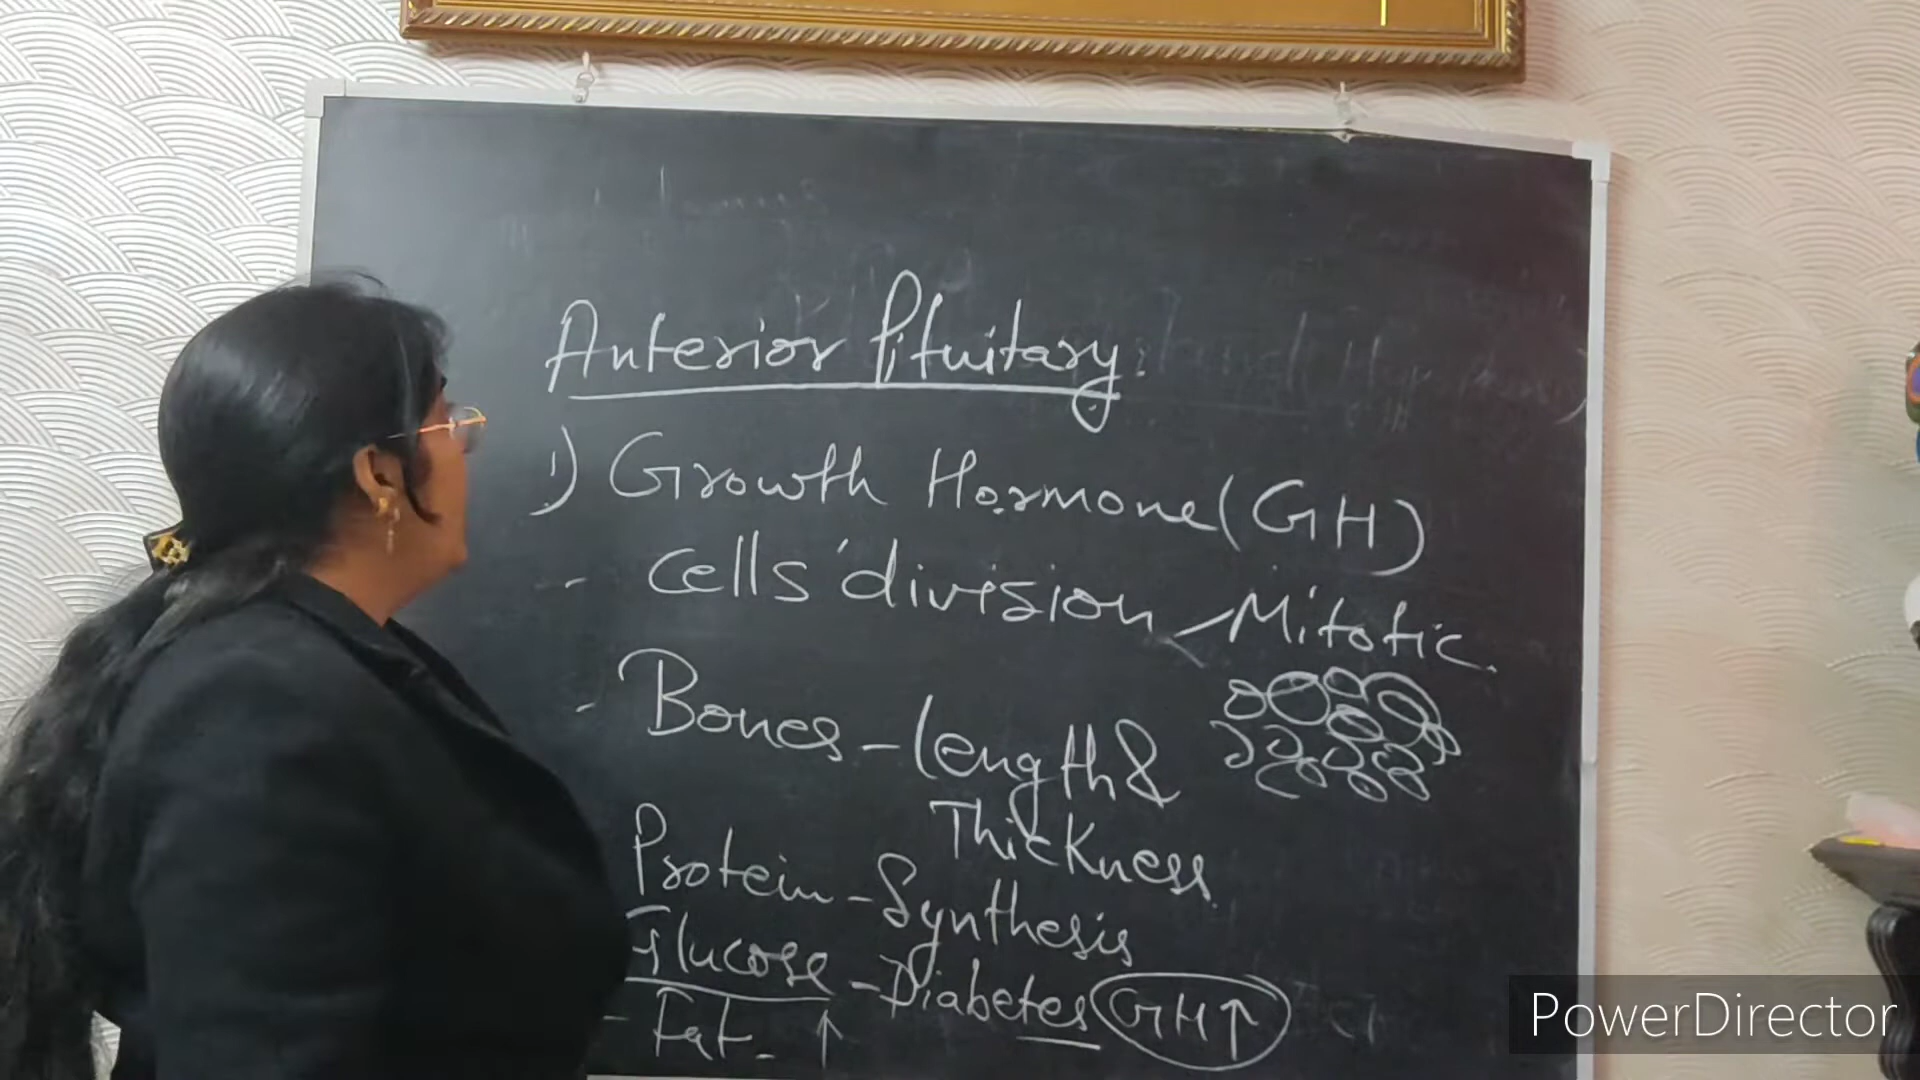 Anterior Pituitary:
1) Growth Hormone (GH)
- Cells' division - Mitotic.
- Bones - length &
Thickness
Protein - Synthesis
Glucose - Diabetes GH↑
- Fat - ↑
PowerDirector